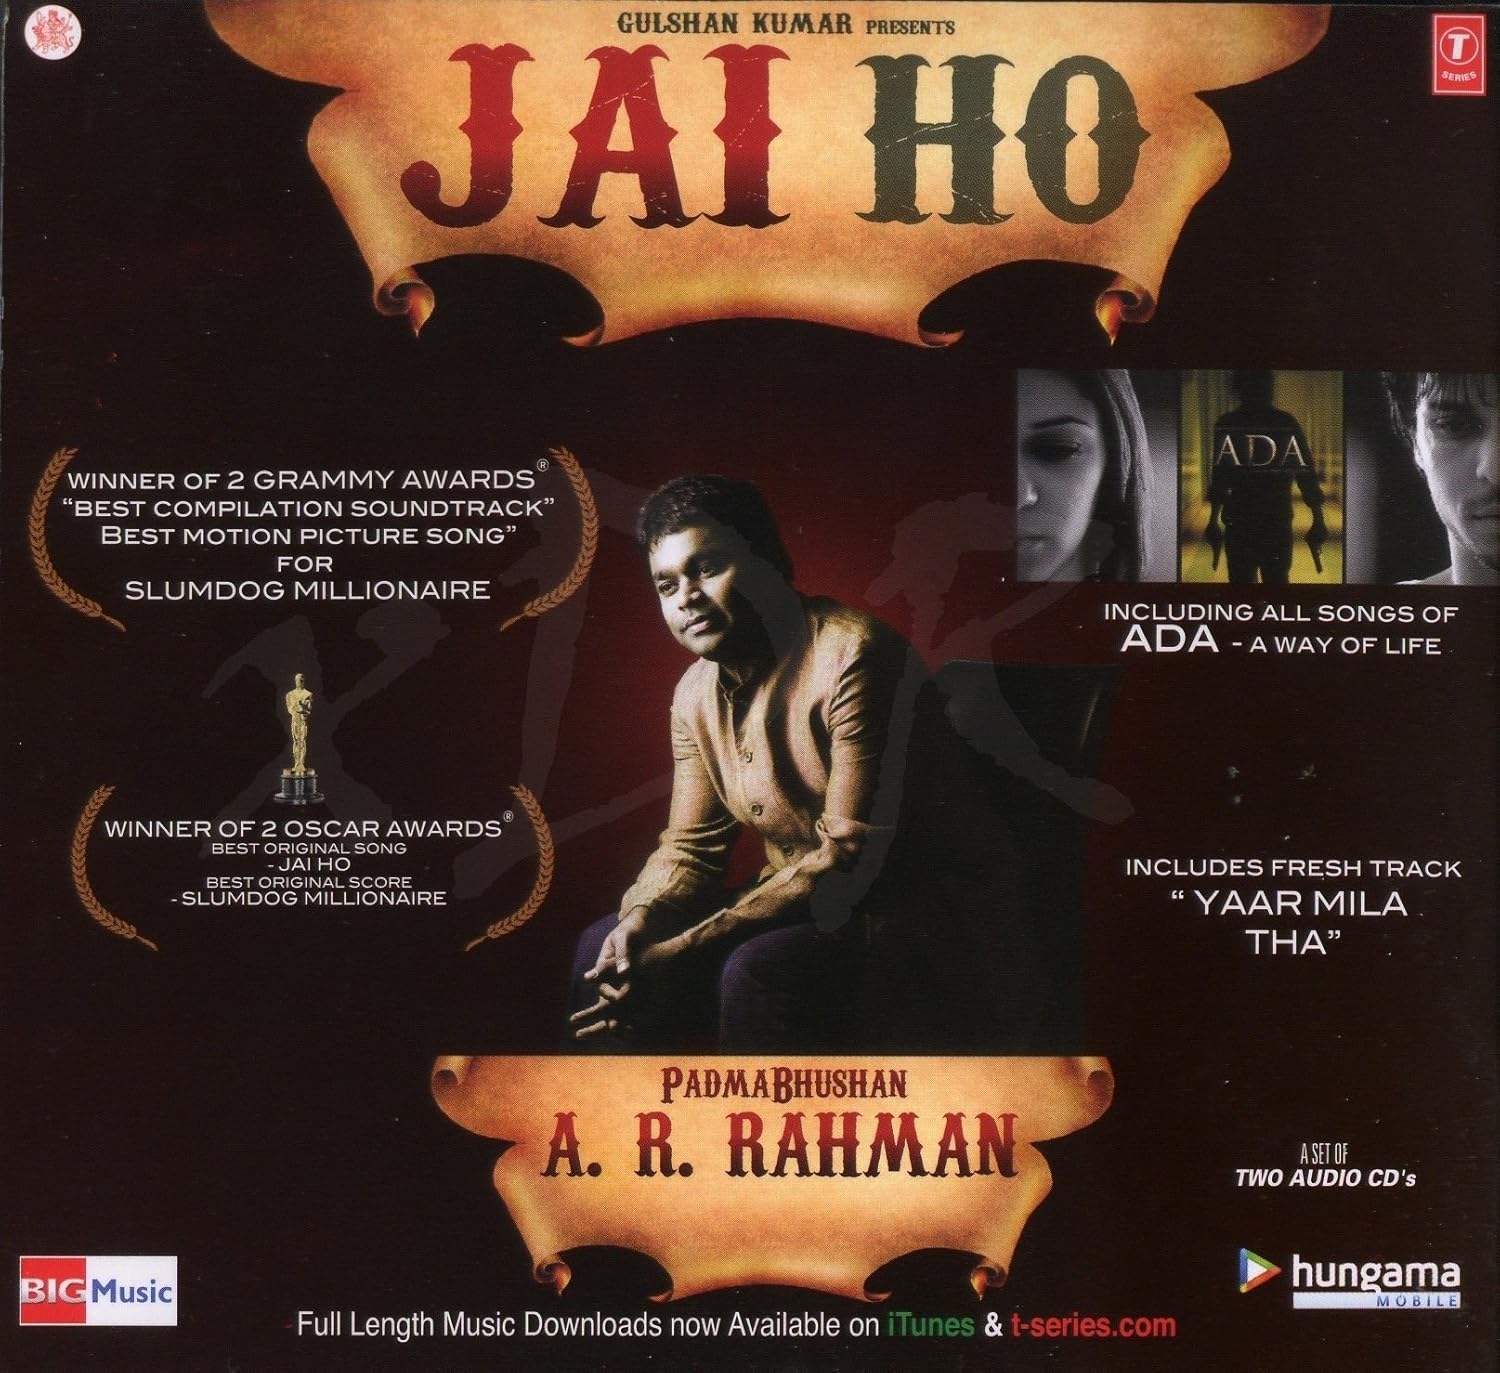 GULSHAN KUMAR PRESENTS
JAI HO
T
SERIES
WINNER OF 2 GRAMMY AWARDS®
"BEST COMPILATION SOUNDTRACK"
BEST MOTION PICTURE SONG"
FOR
SLUMDOG MILLIONAIRE
ADA
INCLUDING ALL SONGS OF
ADA - A WAY OF LIFE
WINNER OF 2 OSCAR AWARDS®
BEST ORIGINAL SONG
- JAI HO
BEST ORIGINAL SCORE
- SLUMDOG MILLIONAIRE
INCLUDES FRESH TRACK
" YAAR MILA
THA"
xDR
PADMABHUSHAN
A. R. RAHMAN
A SET OF
TWO AUDIO CD's
BIG Music
hungama
MOBILE
Full Length Music Downloads now Available on iTunes & t-series.com